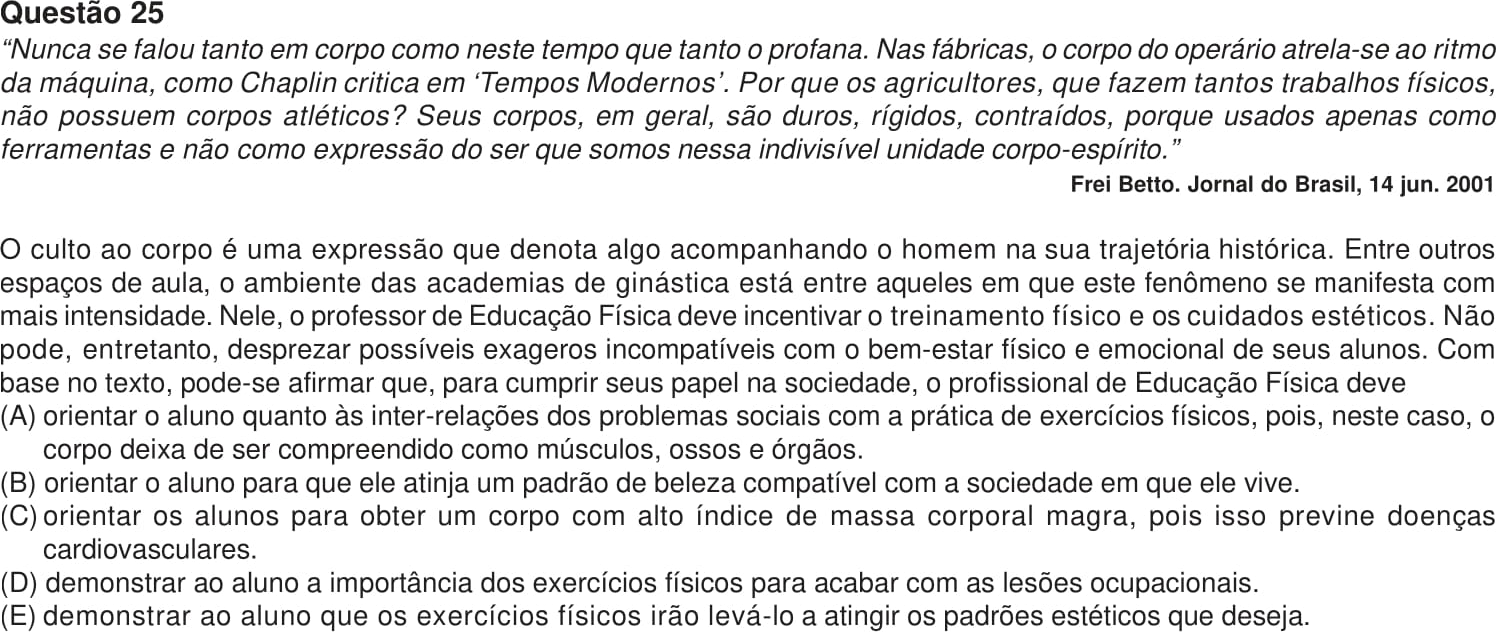 Questão 25
“Nunca se falou tanto em corpo como neste tempo que tanto o profana. Nas fábricas, o corpo do operário atrela-se ao ritmo
da máquina, como Chaplin critica em ‘Tempos Modernos’. Por que os agricultores, que fazem tantos trabalhos físicos,
não possuem corpos atléticos? Seus corpos, em geral, são duros, rígidos, contraídos, porque usados apenas como
ferramentas e não como expressão do ser que somos nessa indivisível unidade corpo-espírito.”
Frei Betto. Jornal do Brasil, 14 jun. 2001
O culto ao corpo é uma expressão que denota algo acompanhando o homem na sua trajetória histórica. Entre outros
espaços de aula, o ambiente das academias de ginástica está entre aqueles em que este fenômeno se manifesta com
mais intensidade. Nele, o professor de Educação Física deve incentivar o treinamento físico e os cuidados estéticos. Não
pode, entretanto, desprezar possíveis exageros incompatíveis com o bem-estar físico e emocional de seus alunos. Com
base no texto, pode-se afirmar que, para cumprir seus papel na sociedade, o profissional de Educação Física deve
(A) orientar o aluno quanto às inter-relações dos problemas sociais com a prática de exercícios físicos, pois, neste caso, o
corpo deixa de ser compreendido como músculos, ossos e órgãos.
(B) orientar o aluno para que ele atinja um padrão de beleza compatível com a sociedade em que ele vive.
(C) orientar os alunos para obter um corpo com alto índice de massa corporal magra, pois isso previne doenças
cardiovasculares.
(D) demonstrar ao aluno a importância dos exercícios físicos para acabar com as lesões ocupacionais.
(E) demonstrar ao aluno que os exercícios físicos irão levá-lo a atingir os padrões estéticos que deseja.